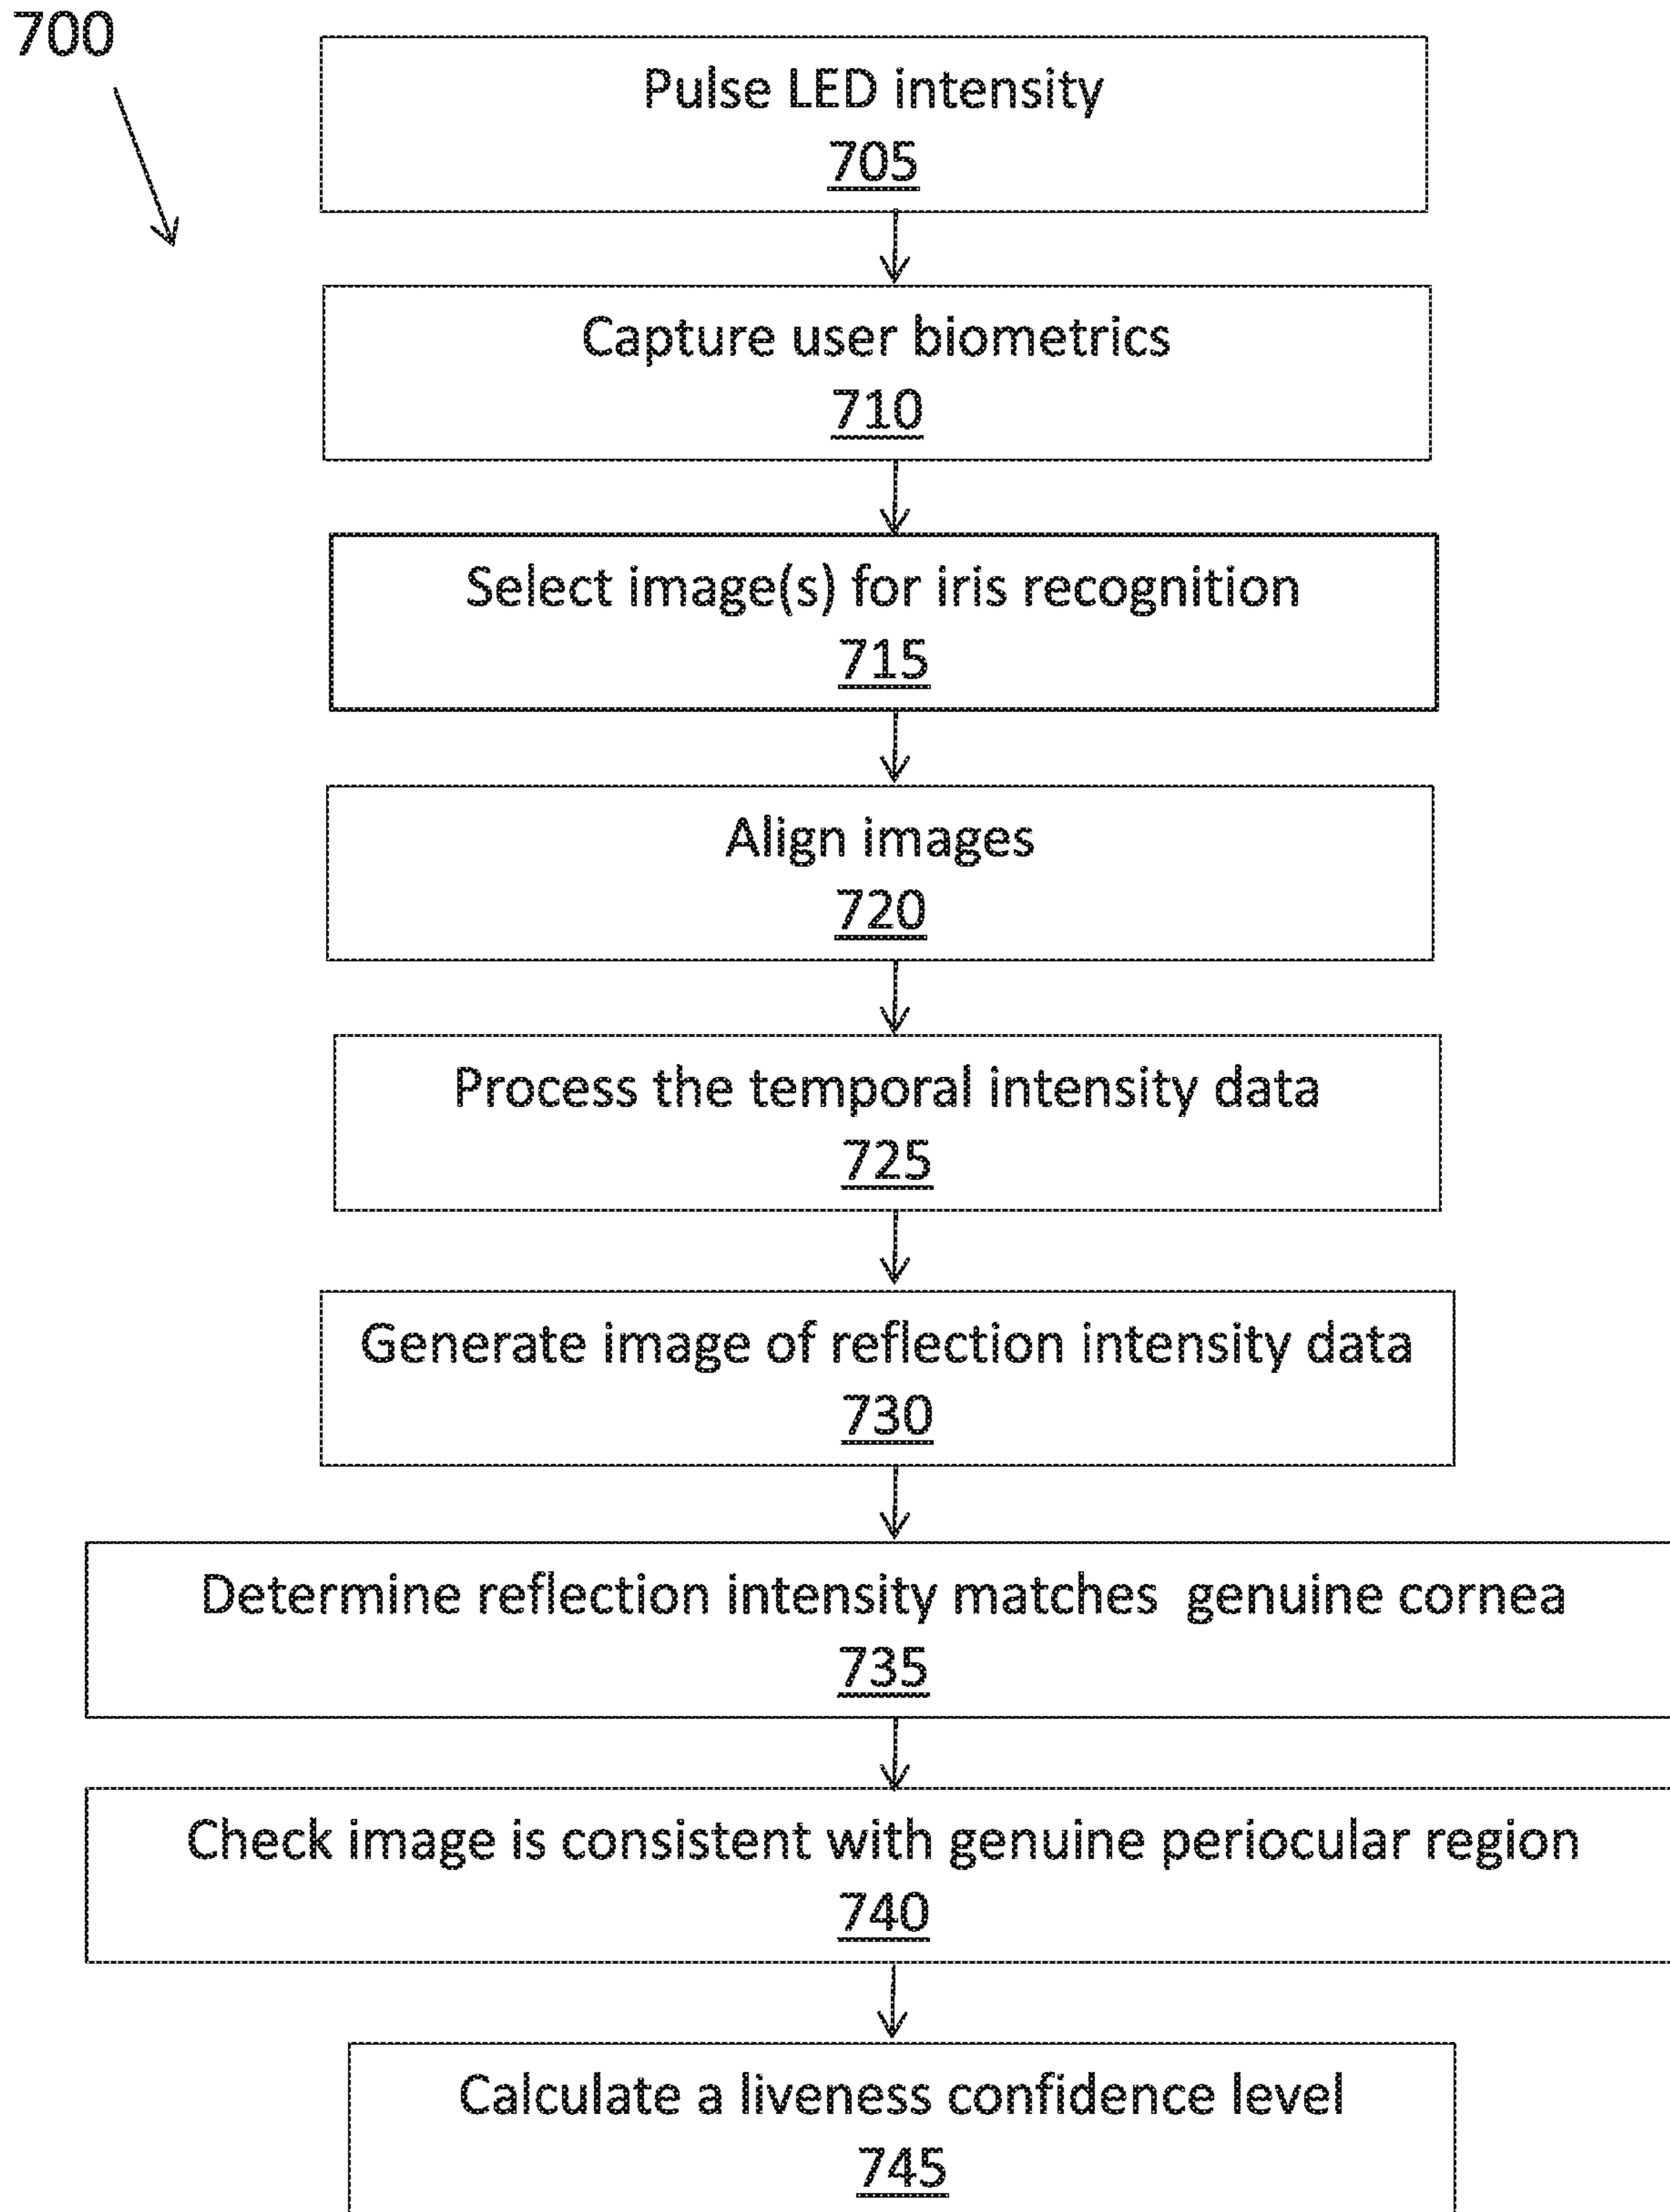 700
Pulse LED intensity
705
Capture user biometrics
710
Select image(s) for iris recognition
715
Align images
720
Process the temporal intensity data
725
Generate image of reflection intensity data
730
Determine reflection intensity matches genuine cornea
735
Check image is consistent with genuine periocular region
740
Calculate a liveness confidence level
745